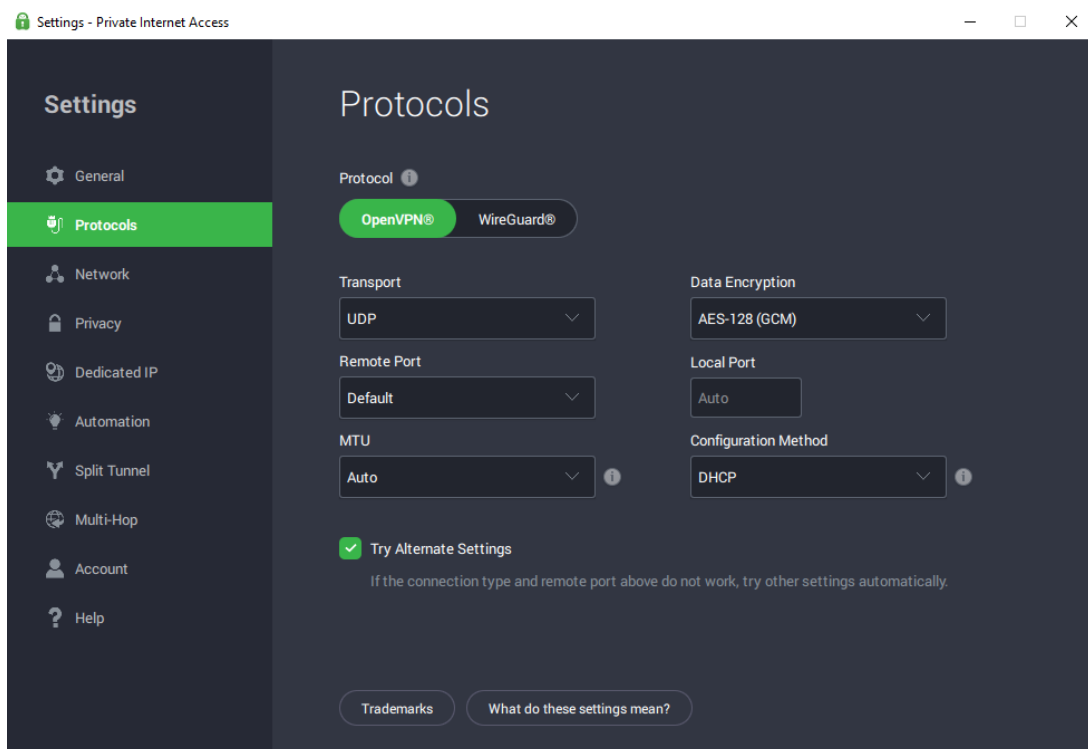 Settings - Private Internet Access
Settings
General
Protocols
Network
Privacy
Dedicated IP
Automation
Split Tunnel
Multi-Hop
Account
Help
Protocols
Protocol
OpenVPN® WireGuard®
Transport Data Encryption
UDP AES-128 (GCM)
Remote Port Local Port
Default Auto
MTU Configuration Method
Auto DHCP
Try Alternate Settings
If the connection type and remote port above do not work, try other settings automatically.
Trademarks What do these settings mean?